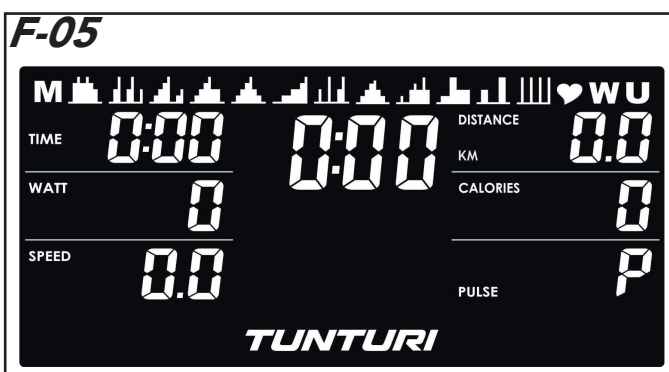 F-05
M WU
TIME 0:00
0:00
DISTANCE
KM 0.0
WATT 0
CALORIES 0
SPEED 0.0
PULSE P
TUNTURI